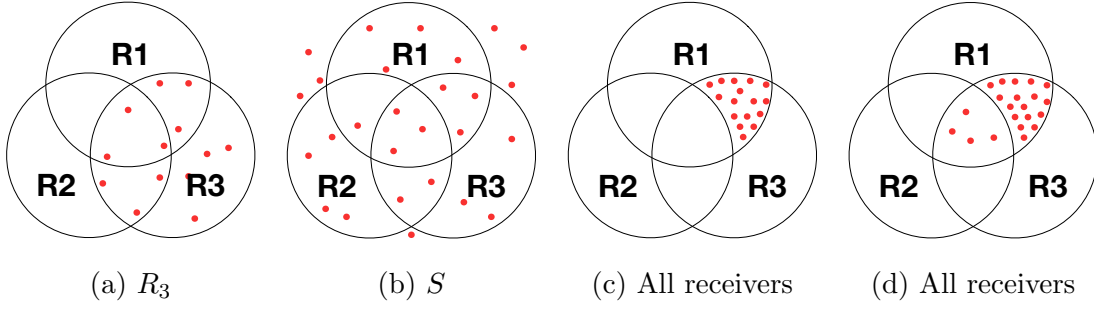 R1
R2
R3
(a) R₃
R1
R2
R3
(b) S
R1
R2
R3
(c) All receivers
R1
R2
R3
(d) All receivers